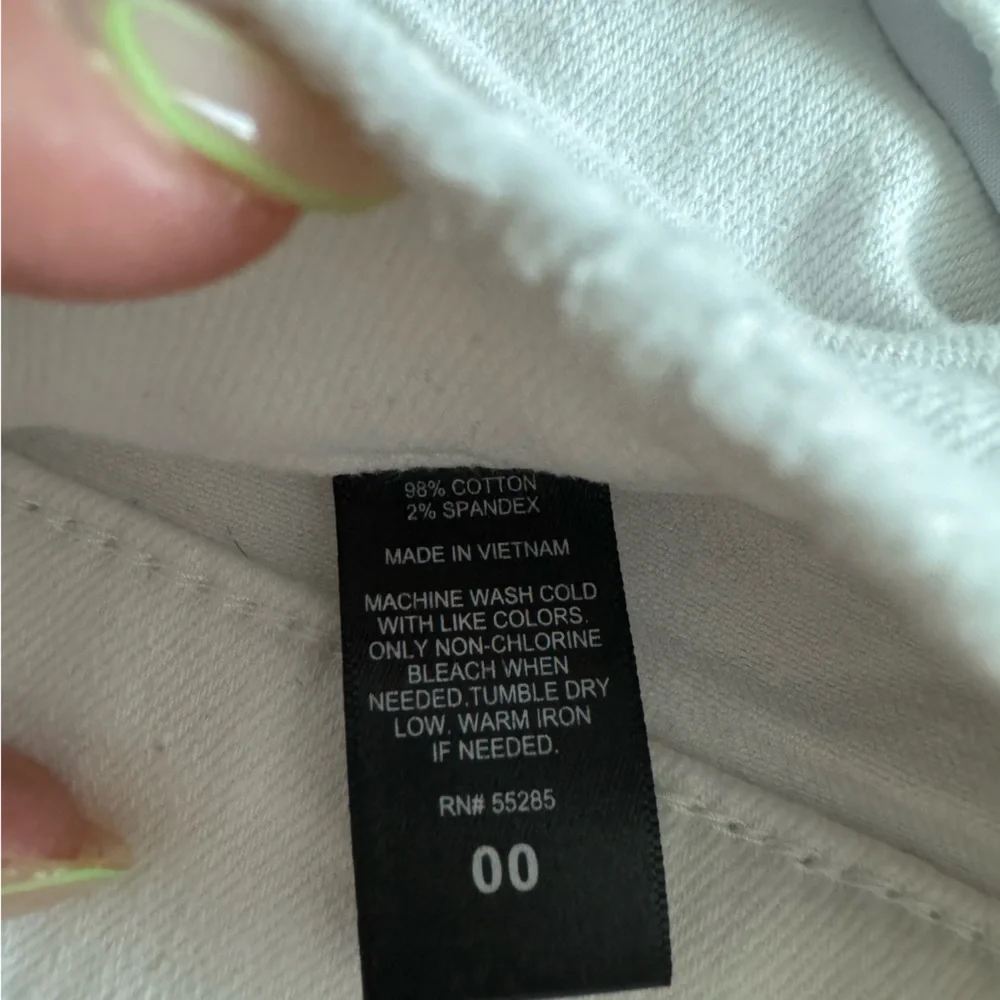 98% COTTON
2% SPANDEX
MADE IN VIETNAM
MACHINE WASH COLD
WITH LIKE COLORS.
ONLY NON-CHLORINE
BLEACH WHEN
NEEDED.TUMBLE DRY
LOW. WARM IRON
IF NEEDED.
RN# 55285
00